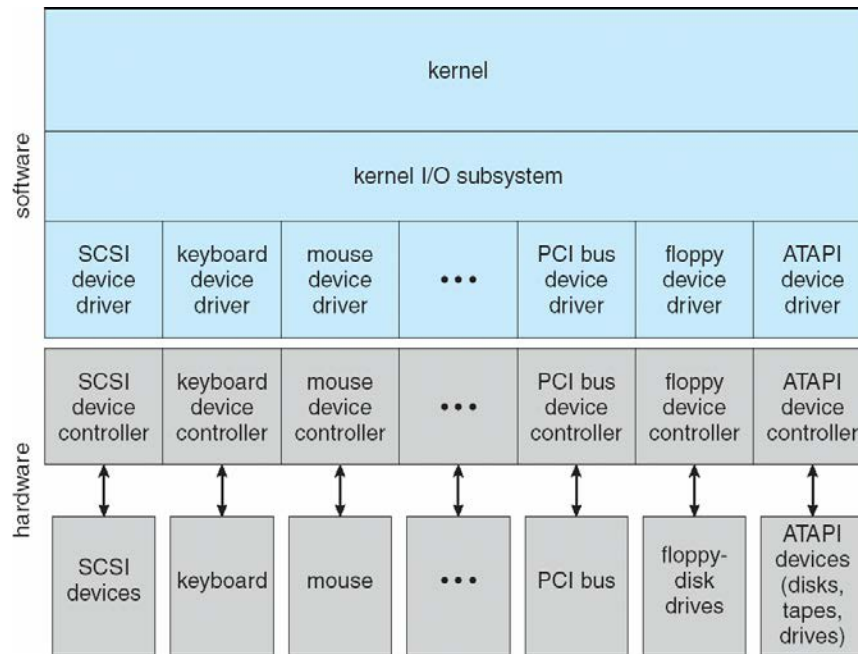 software
kernel
kernel I/O subsystem
SCSI
device
driver
keyboard
device
driver
mouse
device
driver
•••
PCI bus
device
driver
floppy
device
driver
ATAPI
device
driver
hardware
SCSI
device
controller
keyboard
device
controller
mouse
device
controller
•••
PCI bus
device
controller
floppy
device
controller
ATAPI
device
controller
SCSI
devices
keyboard
mouse
•••
PCI bus
floppy-
disk
drives
ATAPI
devices
(disks,
tapes,
drives)